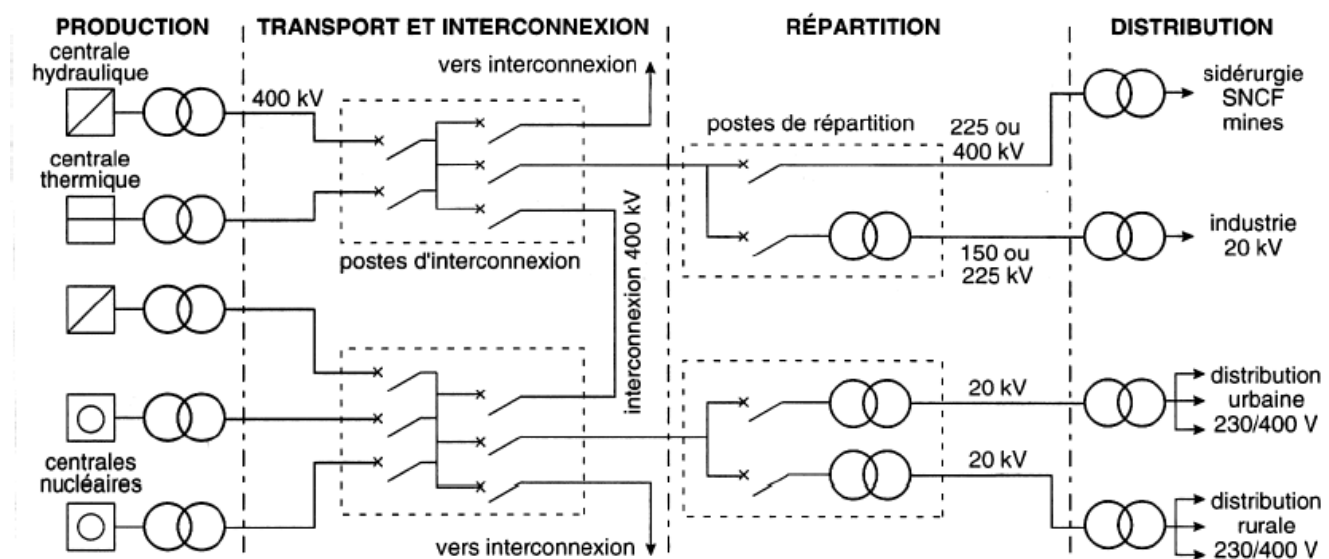 PRODUCTION
TRANSPORT ET INTERCONNEXION
RÉPARTITION
DISTRIBUTION
centrale
hydraulique
400 kV
vers interconnexion
postes de répartition
225 ou
400 kV
sidérurgie
SNCF
mines
centrale
thermique
postes d'interconnexion
interconnexion 400 kV
150 ou
225 kV
industrie
20 kV
20 kV
distribution
urbaine
230/400 V
centrales
nucléaires
20 kV
distribution
rurale
230/400 V
vers interconnexion